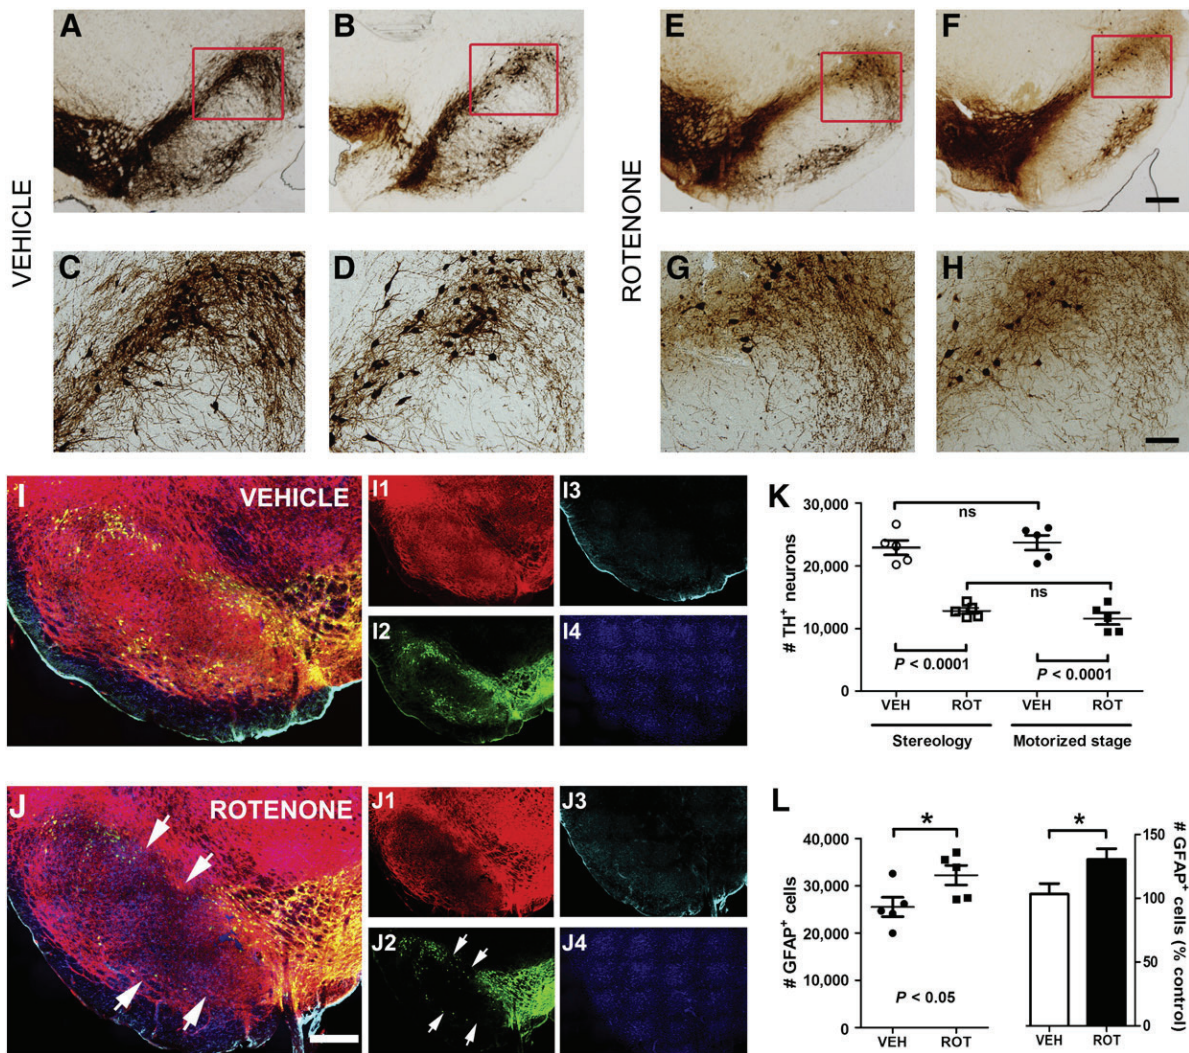 A
B
E
F
VEHICLE
ROTENONE
C
D
G
H
I
VEHICLE
I1
I3
I2
I4
K
30,000
20,000
10,000
0
# TH+ neurons
ns
ns
P < 0.0001
P < 0.0001
VEH
ROT
VEH
ROT
Stereology
Motorized stage
J
ROTENONE
J1
J3
J2
J4
L
40,000
30,000
20,000
10,000
0
# GFAP+ cells
*
P < 0.05
VEH
ROT
*
150
100
50
0
# GFAP+
cells (% control)
VEH
ROT